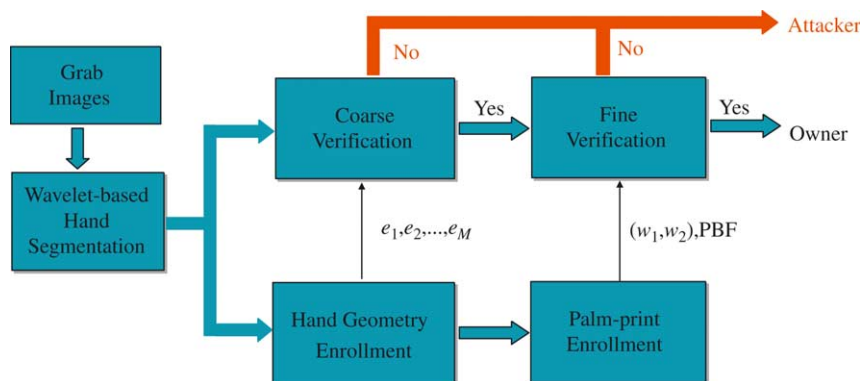 Grab
Images
Wavelet-based
Hand
Segmentation
Coarse
Verification
No
Yes
Fine
Verification
No
Yes
Attacker
Owner
e₁,e₂,...,e_M
(w₁,w₂),PBF
Hand Geometry
Enrollment
Palm-print
Enrollment